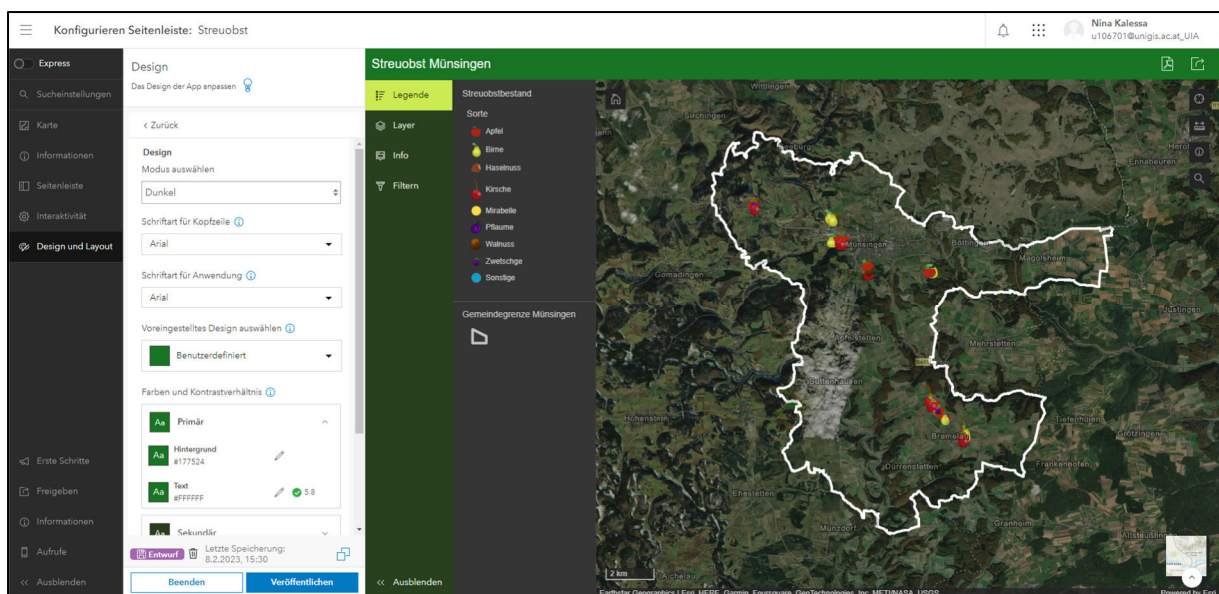 Konfigurieren Seitenleiste: Streuobst
Nina Kalessa
u106701@unigis.ac.at_UIA
Express
Sucheinstellungen
Karte
Informationen
Seitenleiste
Interaktivität
Design und Layout
Erste Schritte
Freigeben
Informationen
Aufrufe
<< Ausblenden
Design
Das Design der App anpassen
< Zurück
Design
Modus auswählen
Dunkel
Schriftart für Kopfzeile
Arial
Schriftart für Anwendung
Arial
Voreingestelltes Design auswählen
Benutzerdefiniert
Farben und Kontrastverhältnis
Aa Primär
Aa Hintergrund
#177524
Aa Text
#FFFFFF
5.8
Aa Sekundär
Entwurf
Letzte Speicherung:
8.2.2023, 15:30
Beenden
Veröffentlichen
Streuobst Münsingen
Legende
Layer
Info
Filtern
<< Ausblenden
Streuobstbestand
Sorte
Apfel
Birne
Haselnuss
Kirsche
Mirabelle
Pflaume
Walnuss
Zwetschge
Sonstige
Gemeindegrenze Münsingen
Wittlingen
Sirchingen
Ennabeuren
Münsingen
Böttingen
Magolsheim
Gomadingen
Justingen
Apfelstetten
Mehrstetten
Buttenhausen
Hohenstein
Bremelau
Tiefenhülen
Grötzingen
Dürrenstetten
Frankenhofen
Ehestetten
Münzdorf
Granheim
Altsteußlingen
2 km
Aichelau
Earthstar Geographics | Esri, HERE, Garmin, Foursquare, GeoTechnologies, Inc, METI/NASA, USGS
Powered by Esri